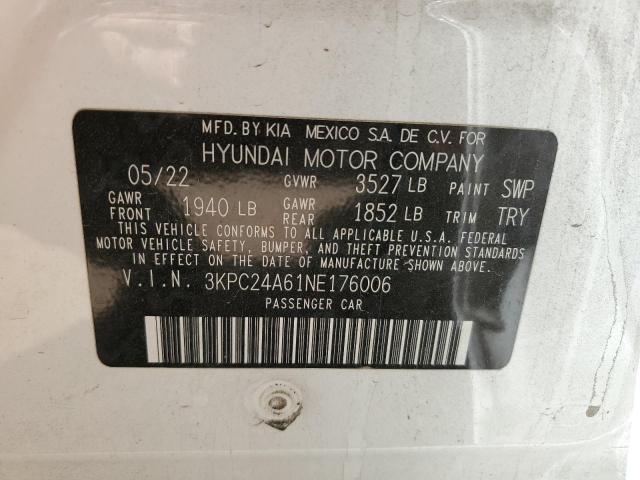 MFD. BY KIA MEXICO S.A. DE C.V. FOR
HYUNDAI MOTOR COMPANY
05/22 GVWR 3527 LB PAINT SWP
GAWR FRONT 1940 LB GAWR REAR 1852 LB TRIM TRY
THIS VEHICLE CONFORMS TO ALL APPLICABLE U.S.A. FEDERAL
MOTOR VEHICLE SAFETY, BUMPER, AND THEFT PREVENTION STANDARDS
IN EFFECT ON THE DATE OF MANUFACTURE SHOWN ABOVE.
V.I.N. 3KPC24A61NE176006
PASSENGER CAR